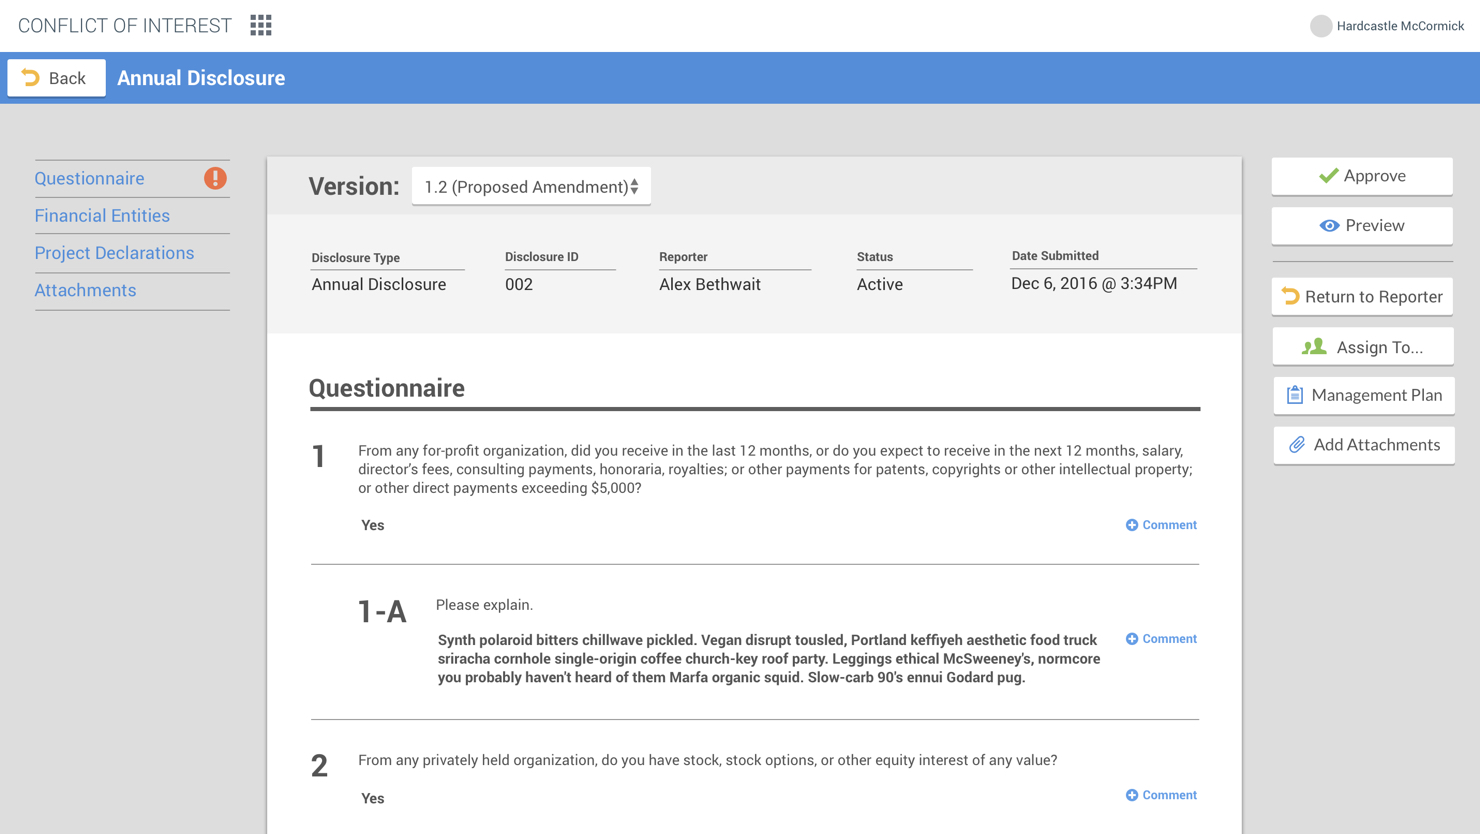 CONFLICT OF INTEREST
Hardcastle McCormick
Back
Annual Disclosure
Questionnaire
Financial Entities
Project Declarations
Attachments
Version:
1.2 (Proposed Amendment)
Disclosure Type
Disclosure ID
Reporter
Status
Date Submitted
Annual Disclosure
002
Alex Bethwait
Active
Dec 6, 2016 @ 3:34PM
Questionnaire
1
From any for-profit organization, did you receive in the last 12 months, or do you expect to receive in the next 12 months, salary,
director's fees, consulting payments, honoraria, royalties; or other payments for patents, copyrights or other intellectual property;
or other direct payments exceeding $5,000?
Yes
Comment
1-A
Please explain.
Synth polaroid bitters chillwave pickled. Vegan disrupt tousled, Portland keffiyeh aesthetic food truck
sriracha cornhole single-origin coffee church-key roof party. Leggings ethical McSweeney's, normcore
you probably haven't heard of them Marfa organic squid. Slow-carb 90's ennui Godard pug.
Comment
2
From any privately held organization, do you have stock, stock options, or other equity interest of any value?
Yes
Comment
Approve
Preview
Return to Reporter
Assign To...
Management Plan
Add Attachments